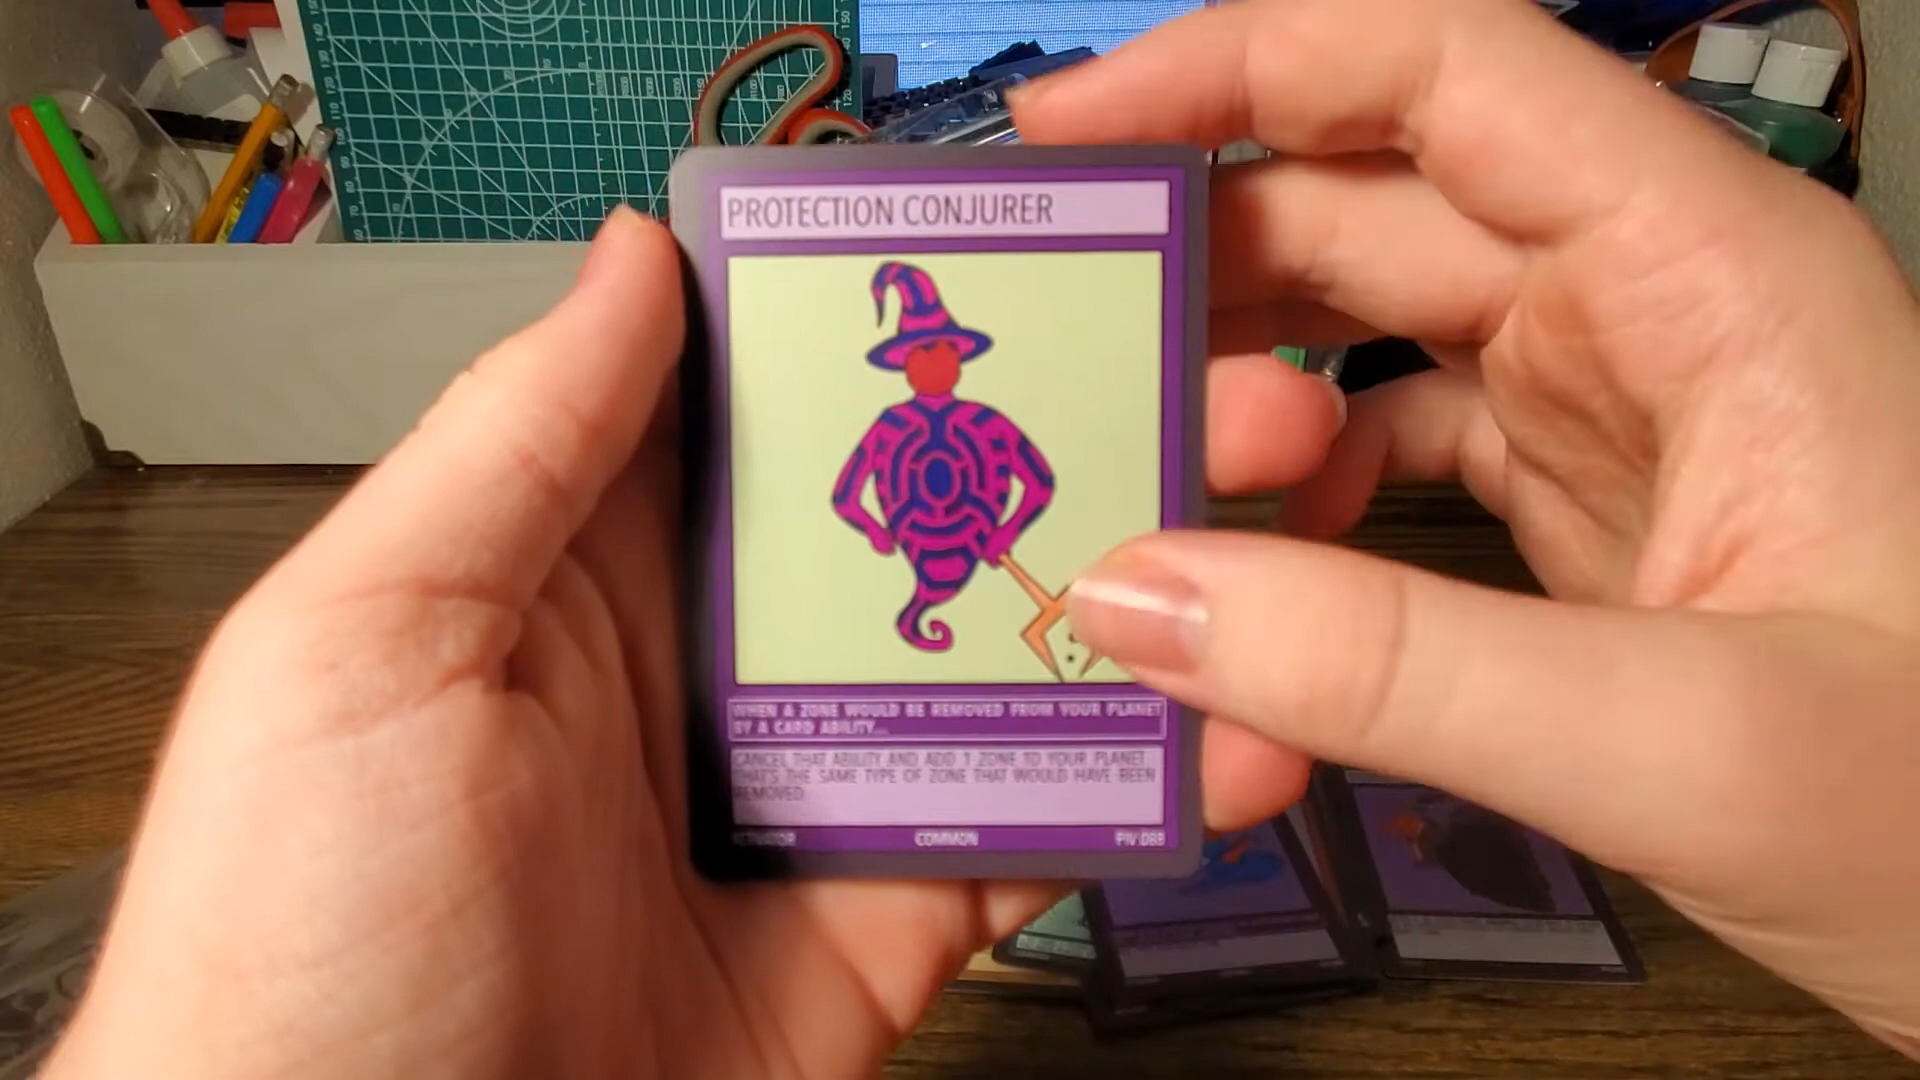 PROTECTION CONJURER
WHEN A ZONE WOULD BE REMOVED FROM YOUR PLANET
BY A CARD ABILITY...
CANCEL THAT ABILITY AND ADD 1 ZONE TO YOUR PLANET
THAT'S THE SAME TYPE OF ZONE THAT WOULD HAVE BEEN
REMOVED
ACTIVATOR COMMON